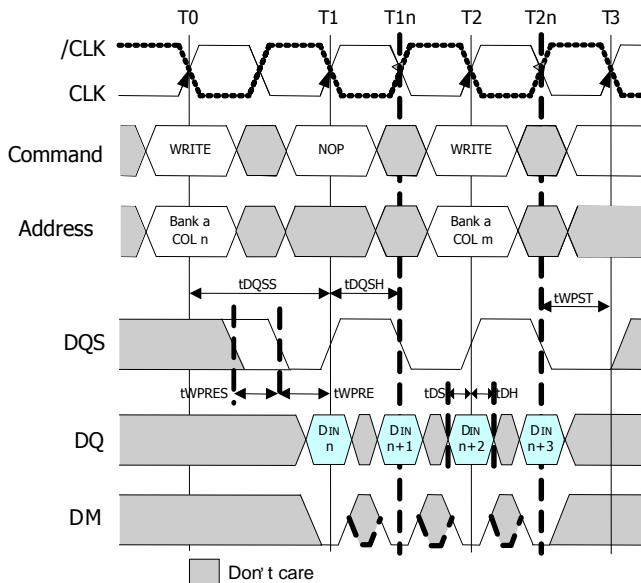 T0 T1 T1n T2 T2n T3
/CLK
CLK
Command WRITE NOP WRITE
Address Bank a COL n Bank a COL m
tDQSS tDQSH tWPST
DQS
tWPRES tWPRE tDS tDH
DQ DIN n DIN n+1 DIN n+2 DIN n+3
DM
Don't care